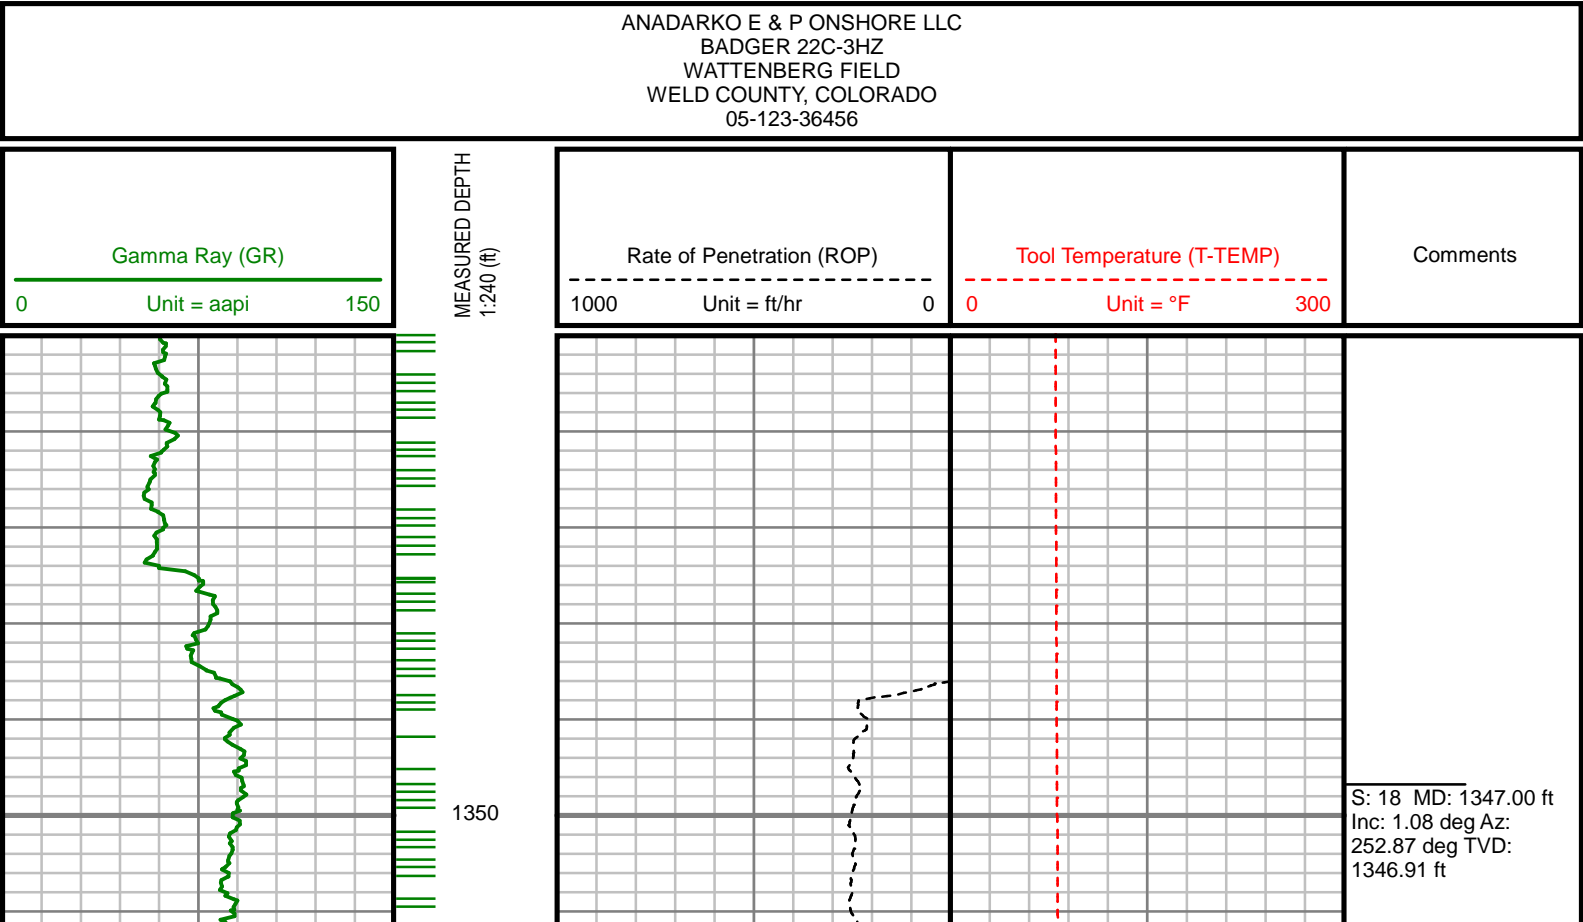 ANADARKO E & P ONSHORE LLC
BADGER 22C-3HZ
WATTENBERG FIELD
WELD COUNTY, COLORADO
05-123-36456
Gamma Ray (GR)
0 Unit = aapi 150
MEASURED DEPTH
1:240 (ft)
Rate of Penetration (ROP)
1000 Unit = ft/hr 0
Tool Temperature (T-TEMP)
0 Unit = °F 300
Comments
1350
S: 18 MD: 1347.00 ft
Inc: 1.08 deg Az:
252.87 deg TVD:
1346.91 ft